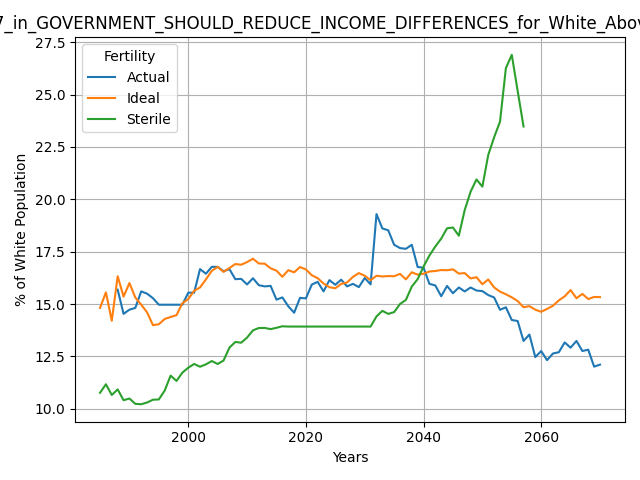 7_in_GOVERNMENT_SHOULD_REDUCE_INCOME_DIFFERENCES_for_White_Abov
27.5
25.0
22.5
20.0
17.5
15.0
12.5
10.0
% of White Population
Fertility
Actual
Ideal
Sterile
2000
2020
2040
2060
Years